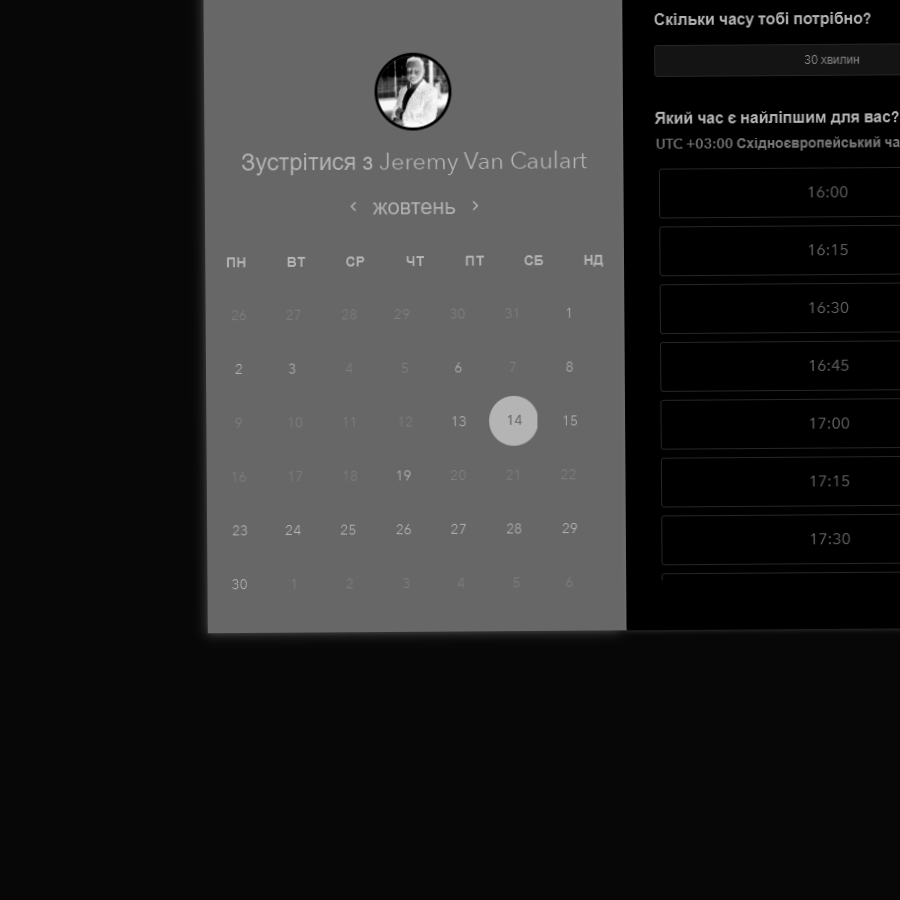 Зустрітися з Jeremy Van Caulart
жовтень
ПН ВТ СР ЧТ ПТ СБ НД
26 27 28 29 30 31 1
2 3 4 5 6 7 8
9 10 11 12 13 14 15
16 17 18 19 20 21 22
23 24 25 26 27 28 29
30 1 2 3 4 5 6
Скільки часу тобі потрібно?
30 хвилин
Який час є найліпшим для вас?
UTC +03:00 Східноєвропейський ча
16:00
16:15
16:30
16:45
17:00
17:15
17:30